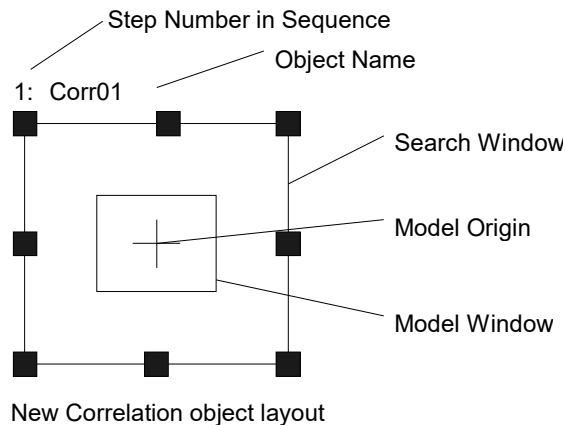 Step Number in Sequence
Object Name
1: Corr01
Search Window
Model Origin
Model Window
New Correlation object layout